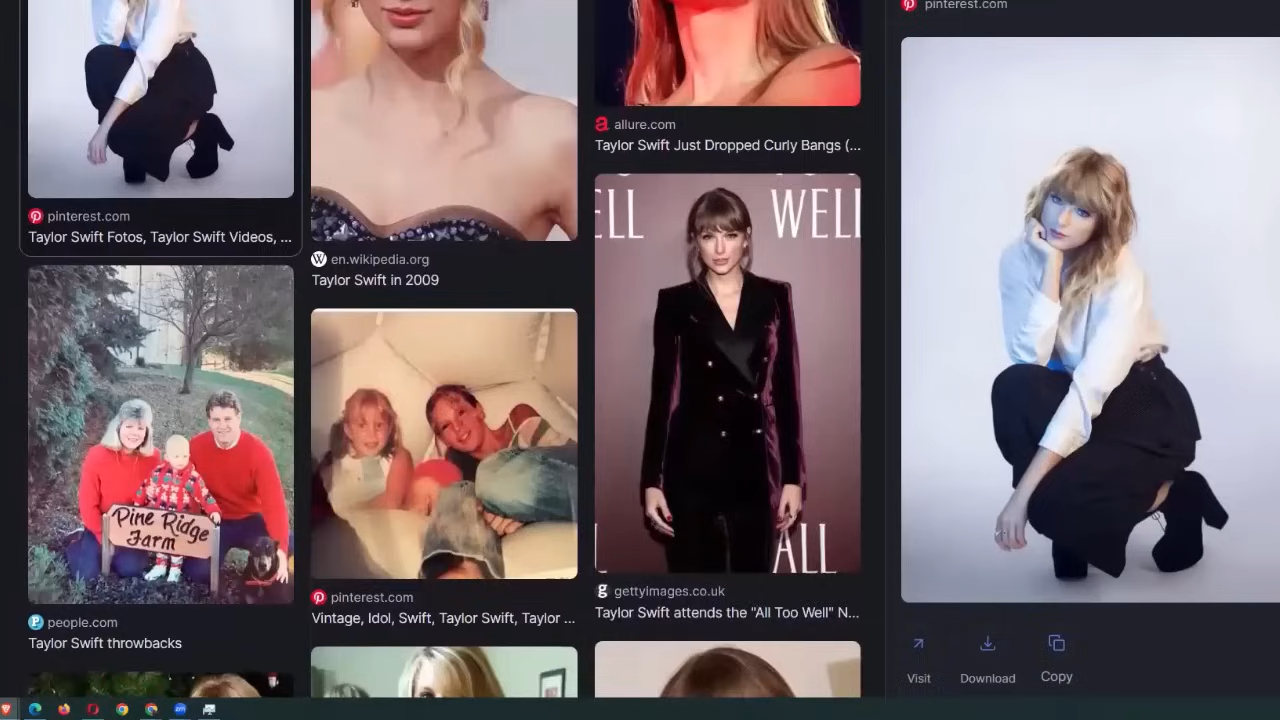 pinterest.com
Taylor Swift Fotos, Taylor Swift Videos, ...
Pine Ridge
Farm
people.com
Taylor Swift throwbacks
W
en.wikipedia.org
Taylor Swift in 2009
pinterest.com
Vintage, Idol, Swift, Taylor Swift, Taylor ...
a
allure.com
Taylor Swift Just Dropped Curly Bangs (...
ELL
WELL
ALL
g
gettyimages.co.uk
Taylor Swift attends the "All Too Well" N...
pinterest.com
Visit
Download
Copy